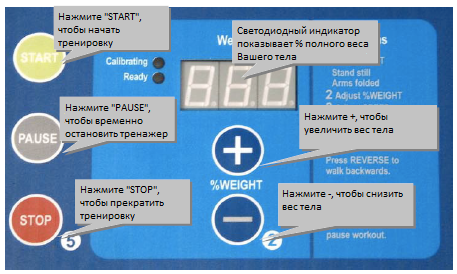 Нажмите "START",
чтобы начать
тренировку
START
Светодиодный индикатор
показывает % полного веса
Вашего тела
Calibrating
Ready
Stand still
Arms folded
2 Adjust %WEIGHT
Нажмите "PAUSE",
чтобы временно
остановить тренажер
PAUSE
Нажмите +, чтобы
увеличить вес тела
+
Press REVERSE to
walk backwards.
Нажмите "STOP",
чтобы прекратить
тренировку
%WEIGHT
Нажмите -, чтобы снизить
вес тела
STOP
5
-
2
pause workout.